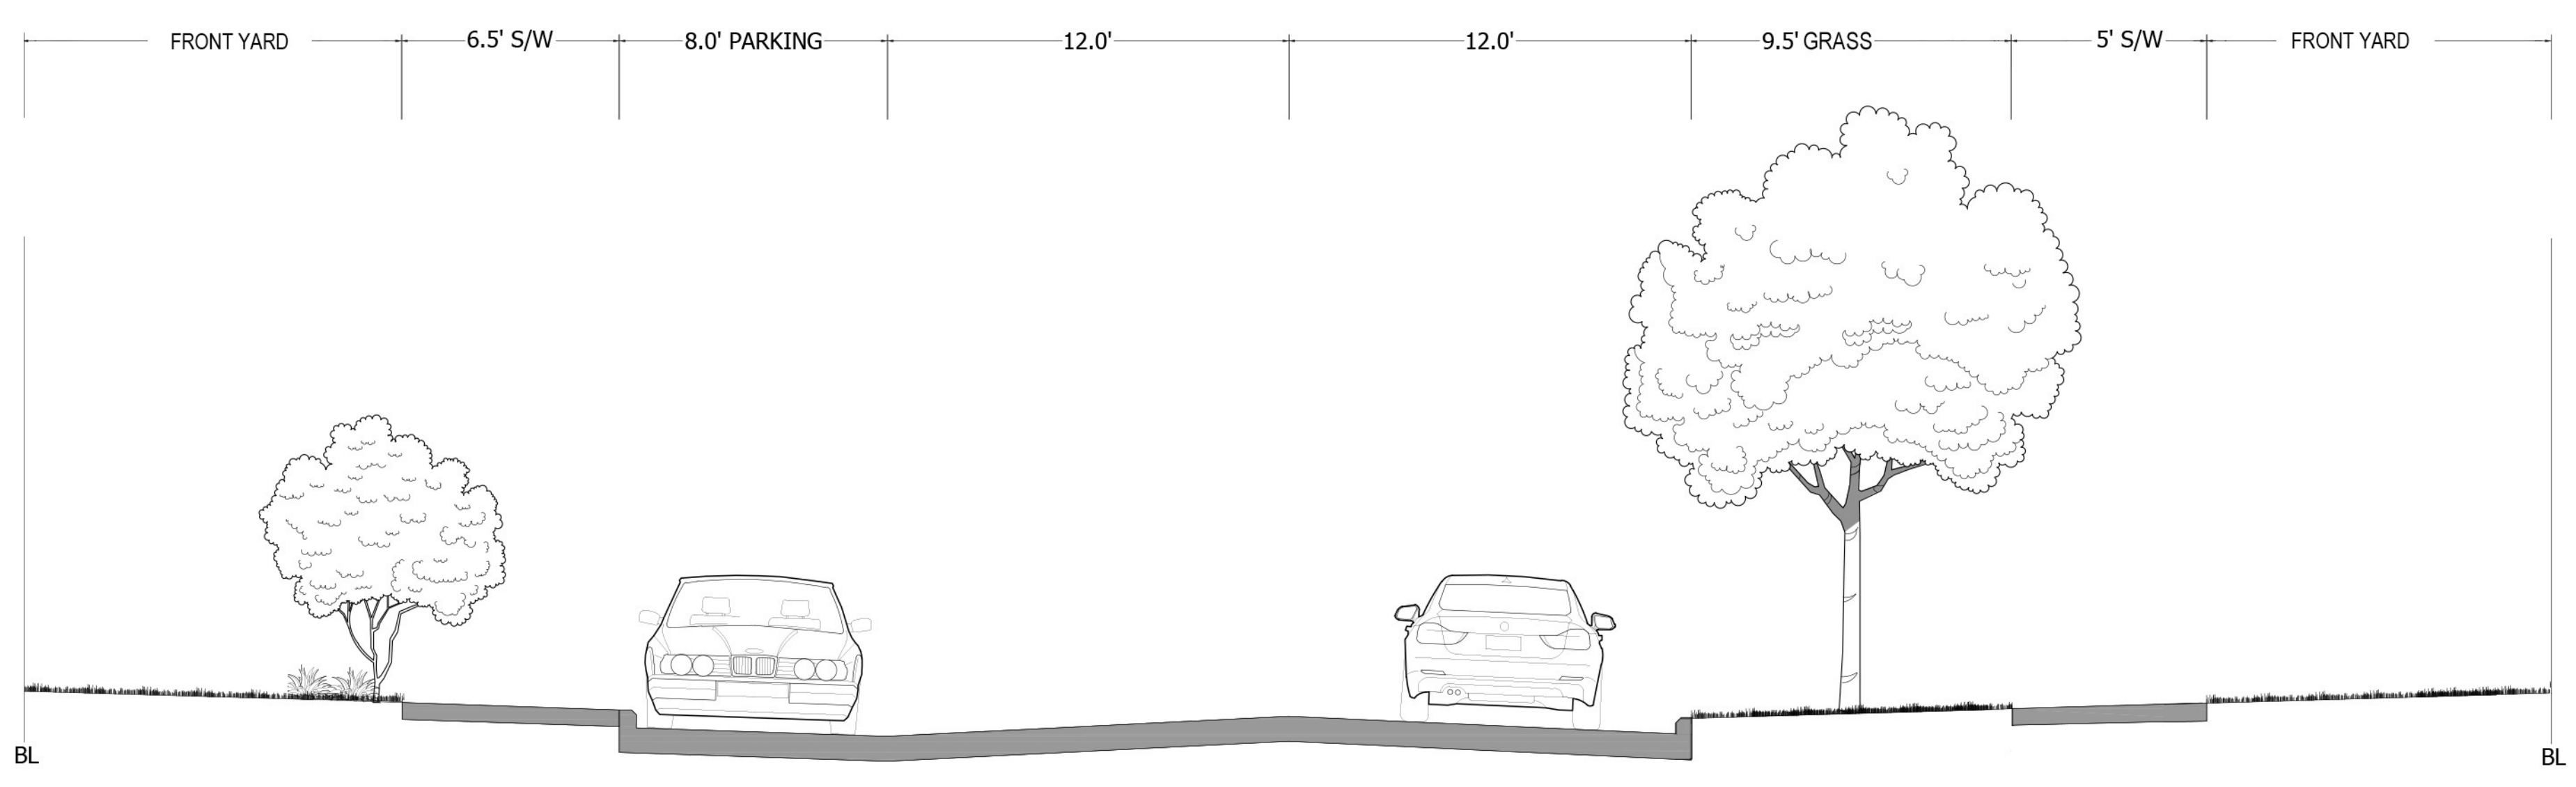 FRONT YARD
6.5' S/W
8.0' PARKING
12.0'
12.0'
9.5' GRASS
5' S/W
FRONT YARD
BL
BL